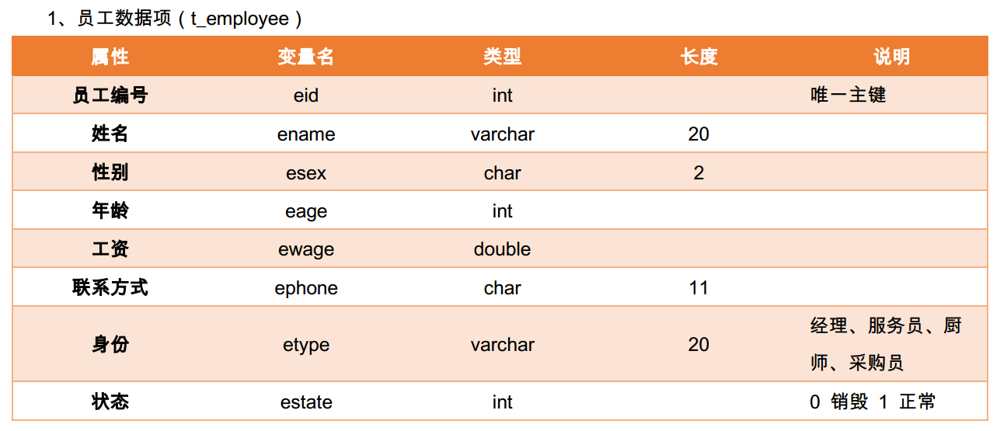 1、员工数据项（t_employee）
属性 变量名 类型 长度 说明
员工编号 eid int 唯一主键
姓名 ename varchar 20
性别 esex char 2
年龄 eage int
工资 ewage double
联系方式 ephone char 11
身份 etype varchar 20 经理、服务员、厨
师、采购员
状态 estate int 0 销毁 1 正常